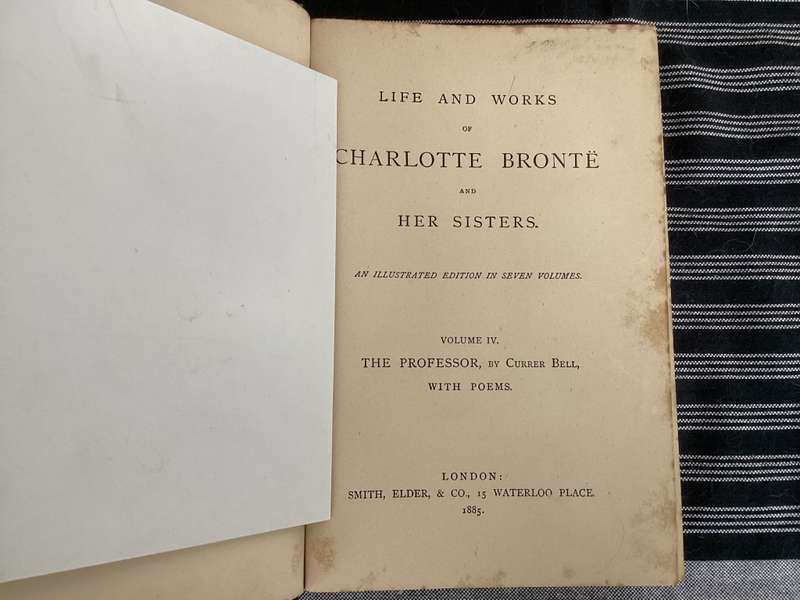 LIFE AND WORKS
OF
CHARLOTTE BRONTË
AND
HER SISTERS.
AN ILLUSTRATED EDITION IN SEVEN VOLUMES.
VOLUME IV.
THE PROFESSOR, BY CURRER BELL,
WITH POEMS.
LONDON:
SMITH, ELDER, & CO., 15 WATERLOO PLACE.
1885.